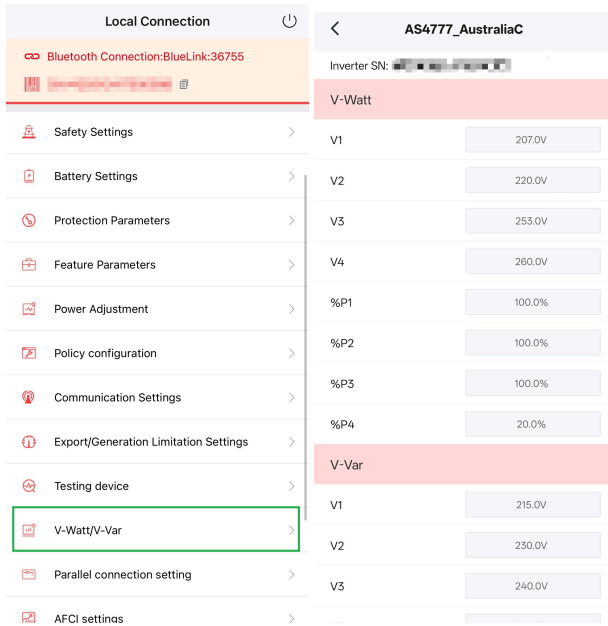 Local Connection
Bluetooth Connection:BlueLink:36755
SN
Safety Settings
Battery Settings
Protection Parameters
Feature Parameters
Power Adjustment
Policy configuration
Communication Settings
Export/Generation Limitation Settings
Testing device
V-Watt/V-Var
Parallel connection setting
AFCI settings
AS4777_AustraliaC
Inverter SN:
V-Watt
V1 207.0V
V2 220.0V
V3 253.0V
V4 260.0V
%P1 100.0%
%P2 100.0%
%P3 100.0%
%P4 20.0%
V-Var
V1 215.0V
V2 230.0V
V3 240.0V